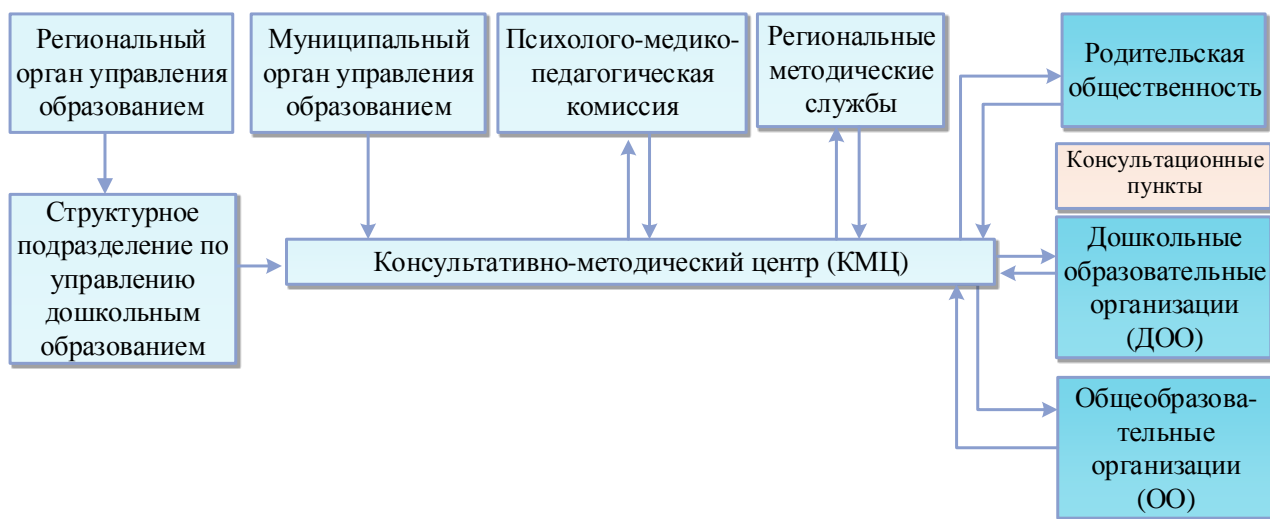 Региональный
орган управления
образованием
Муниципальный
орган управления
образованием
Психолого-медико-
педагогическая
комиссия
Региональные
методические
службы
Родительская
общественность
Консультационные
пункты
Структурное
подразделение по
управлению
дошкольным
образованием
Консультативно-методический центр (КМЦ)
Дошкольные
образовательные
организации
(ДОО)
Общеобразова-
тельные
организации
(ОО)